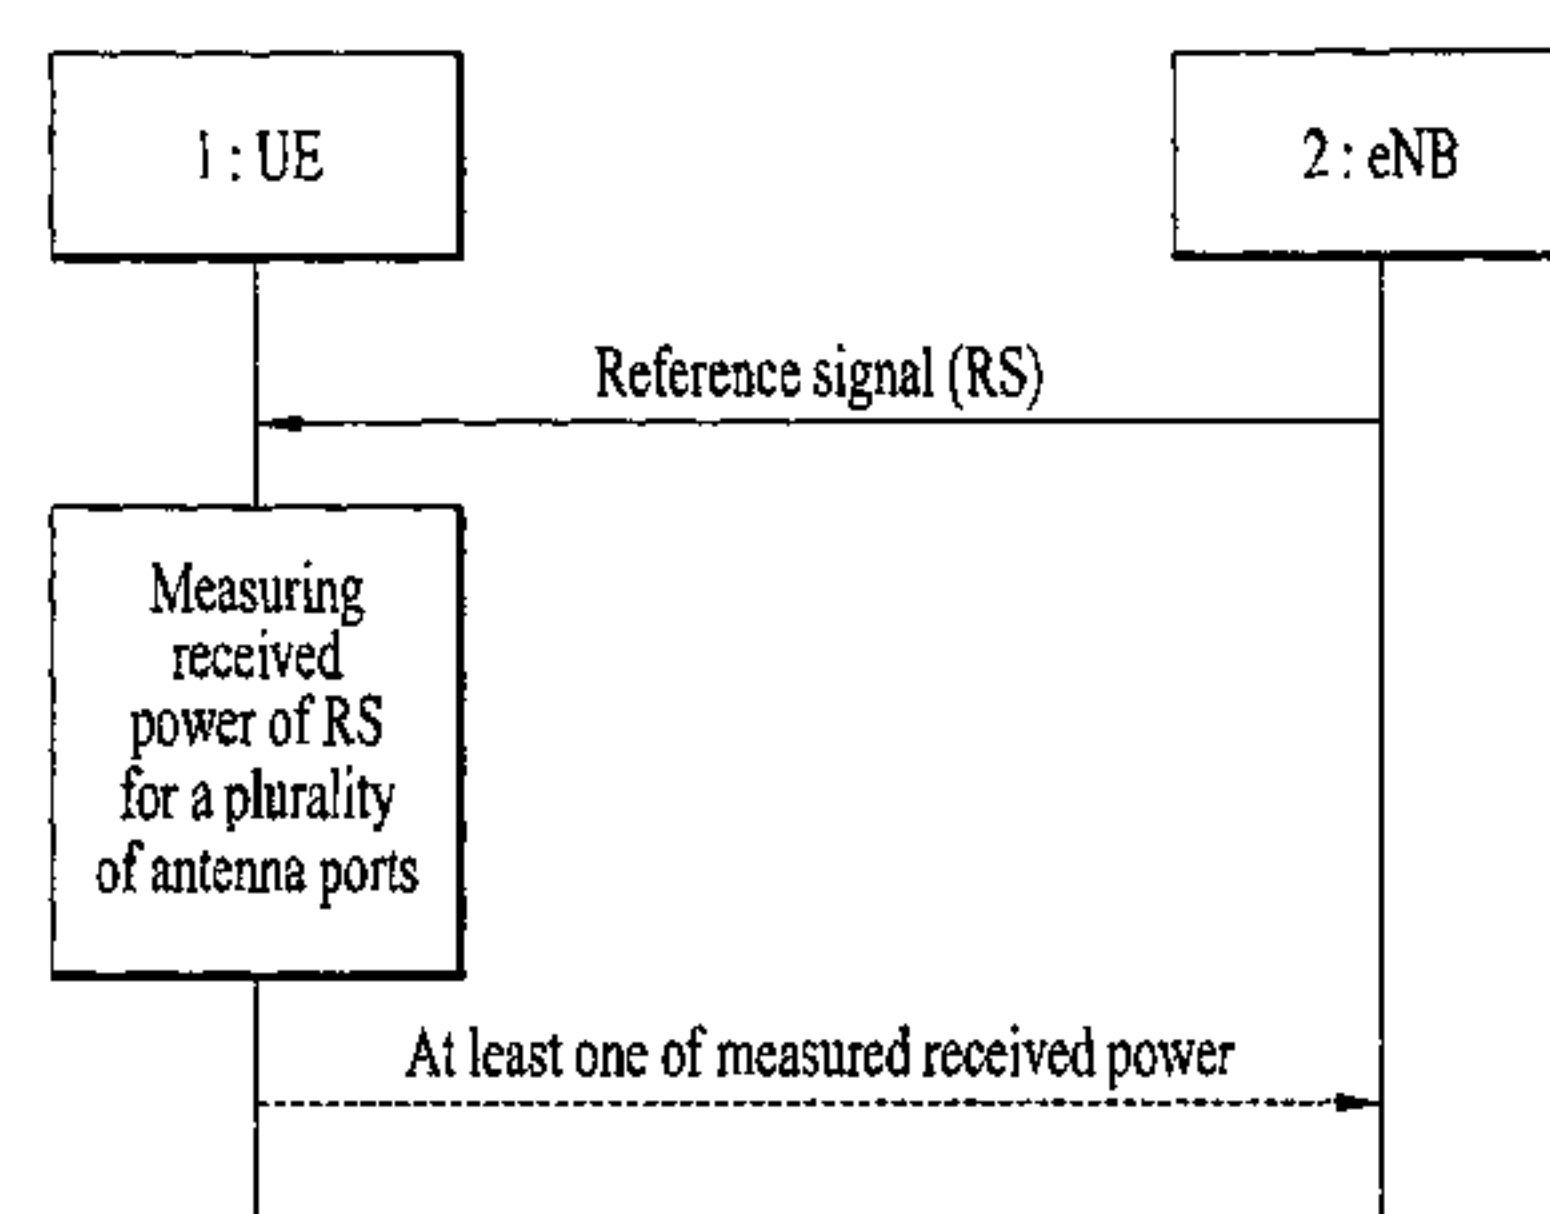 1 : UE
2 : eNB
Reference signal (RS)
Measuring
received
power of RS
for a plurality
of antenna ports
At least one of measured received power